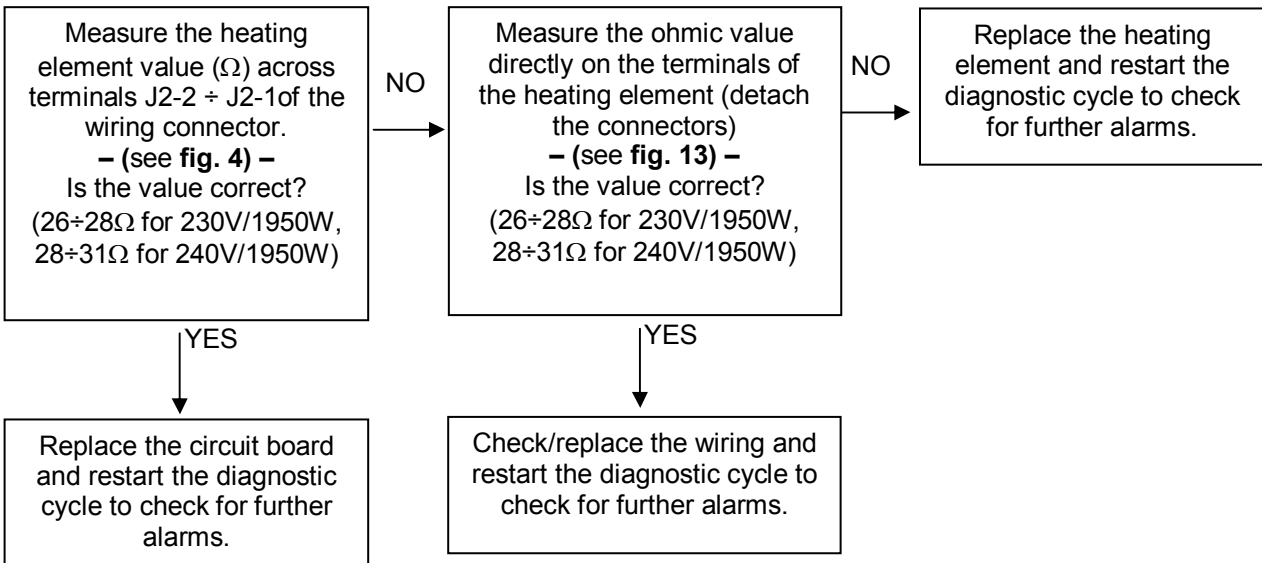 Measure the heating
element value (Ω) across
terminals J2-2 ÷ J2-1of the
wiring connector.
– (see fig. 4) –
Is the value correct?
(26÷28Ω for 230V/1950W,
28÷31Ω for 240V/1950W)
NO
Measure the ohmic value
directly on the terminals of
the heating element (detach
the connectors)
– (see fig. 13) –
Is the value correct?
(26÷28Ω for 230V/1950W,
28÷31Ω for 240V/1950W)
NO
Replace the heating
element and restart the
diagnostic cycle to check
for further alarms.
YES
YES
Replace the circuit board
and restart the diagnostic
cycle to check for further
alarms.
Check/replace the wiring and
restart the diagnostic cycle to
check for further alarms.